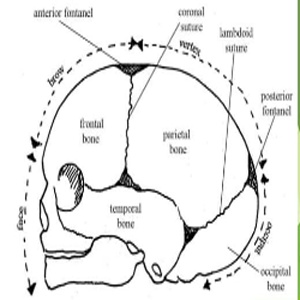 anterior fontanel
coronal
suture
lambdoid
suture
vertex
brow
posterior
fontanel
frontal
bone
parietal
bone
temporal
bone
face
occiput
occipital
bone